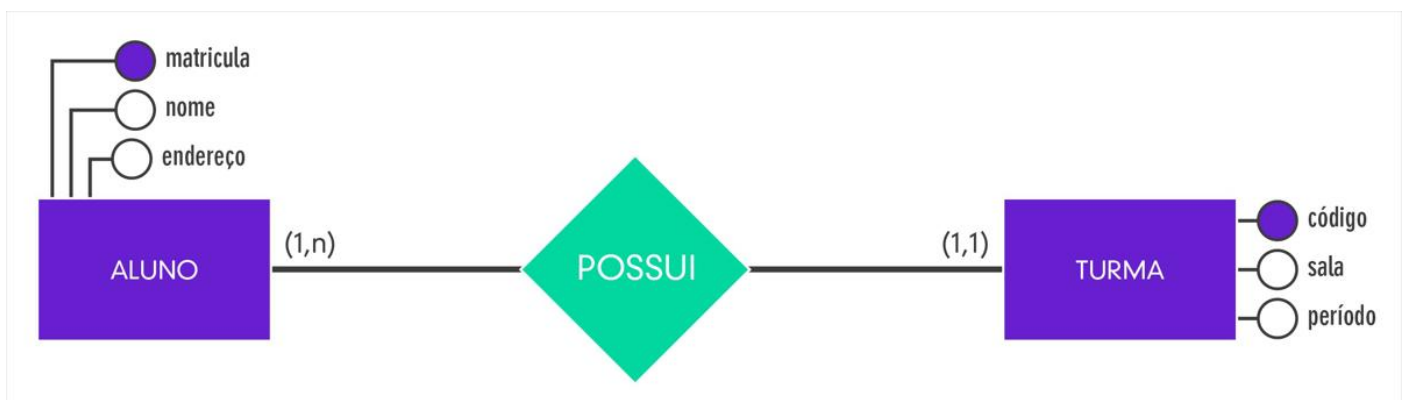 matricula
nome
endereço
ALUNO
(1,n)
POSSUI
(1,1)
TURMA
código
sala
período